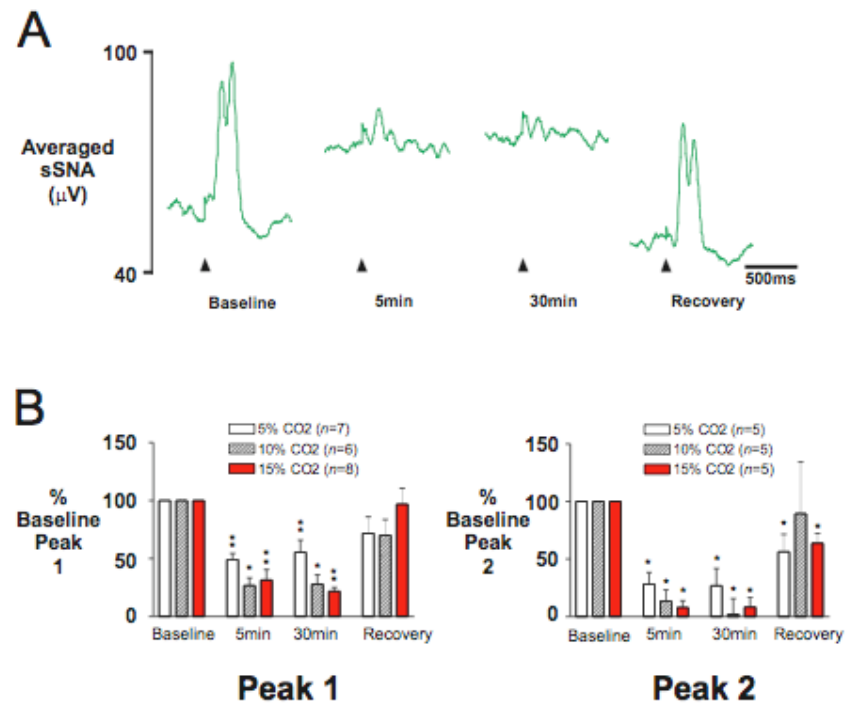 A
100
Averaged
sSNA
(μV)
40
500ms
Baseline 5min 30min Recovery
B
5% CO2 (n=7)
10% CO2 (n=6)
15% CO2 (n=8)
150
100
50
0
%
Baseline
Peak
1
** * ** ** * **
Baseline 5min 30min Recovery
Peak 1
5% CO2 (n=5)
10% CO2 (n=5)
15% CO2 (n=5)
150
100
50
0
%
Baseline
Peak
2
* * * * * * * *
Baseline 5min 30min Recovery
Peak 2